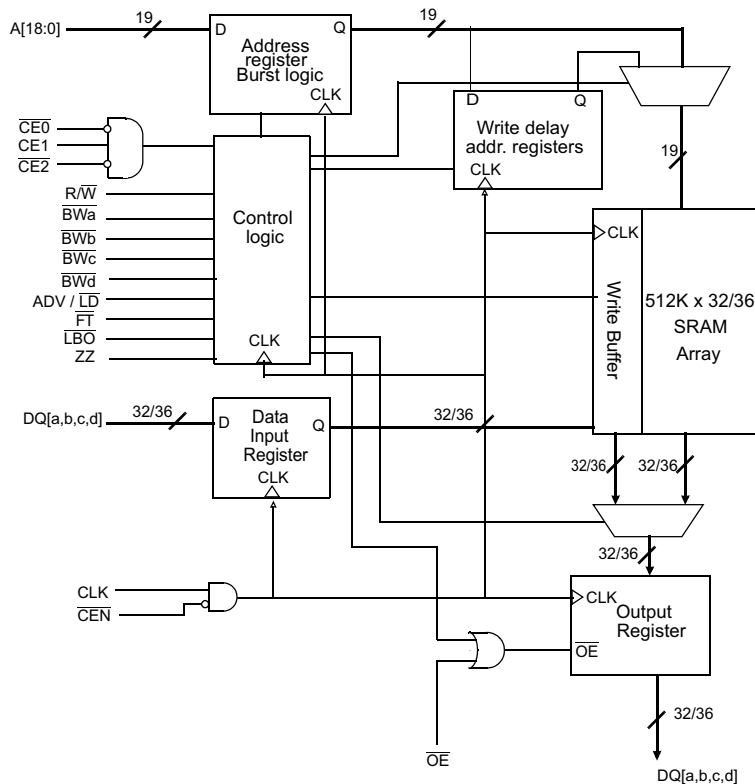 A[18:0]
19
D
Q
Address
register
Burst logic
CLK
19
D
Q
Write delay
addr. registers
CLK
19
CE0
CE1
CE2
R/W
BWa
BWb
BWc
BWd
ADV / LD
FT
LBO
ZZ
Control
logic
CLK
CLK
Write Buffer
512K x 32/36
SRAM
Array
DQ[a,b,c,d]
32/36
D
Q
Data
Input
Register
CLK
32/36
32/36
32/36
32/36
CLK
CEN
CLK
Output
Register
OE
OE
32/36
DQ[a,b,c,d]